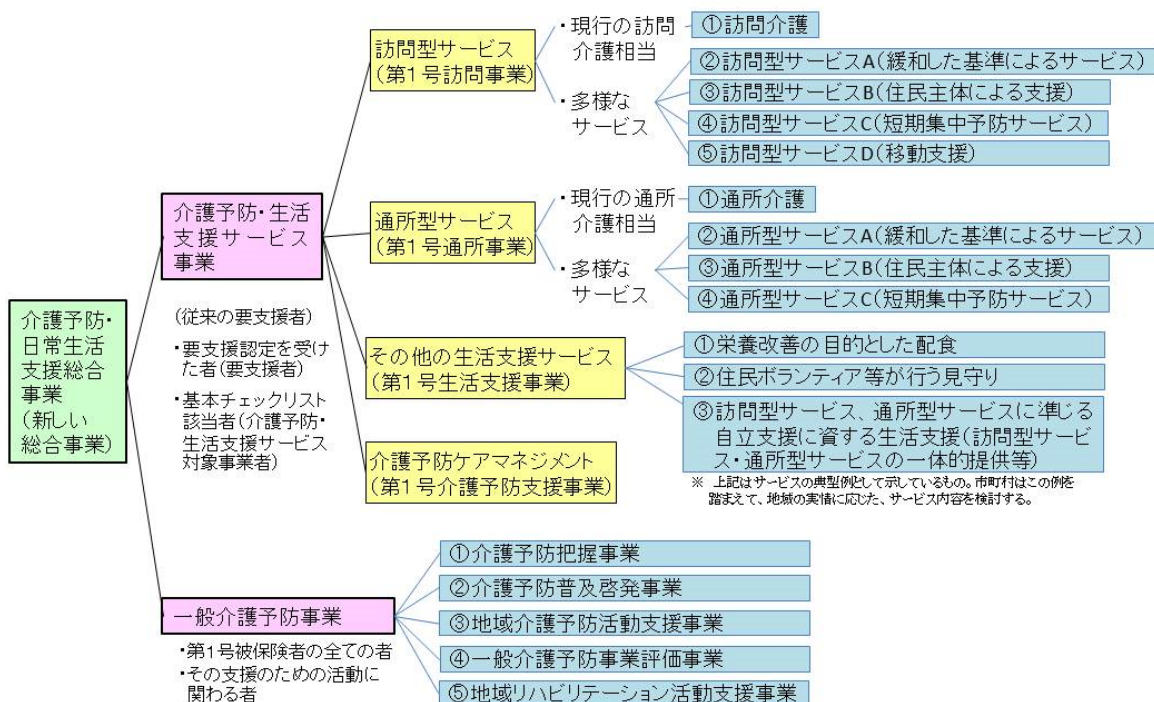 介護予防・
日常生活
支援総合
事業
(新しい
総合事業)
介護予防・生活
支援サービス
事業
(従来の要支援者)
・要支援認定を受け
た者(要支援者)
・基本チェックリスト
該当者(介護予防・
生活支援サービス
対象事業者)
訪問型サービス
(第1号訪問事業)
・現行の訪問
介護相当
①訪問介護
・多様な
サービス
②訪問型サービスA(緩和した基準によるサービス)
③訪問型サービスB(住民主体による支援)
④訪問型サービスC(短期集中予防サービス)
⑤訪問型サービスD(移動支援)
通所型サービス
(第1号通所事業)
・現行の通所
介護相当
①通所介護
・多様な
サービス
②通所型サービスA(緩和した基準によるサービス)
③通所型サービスB(住民主体による支援)
④通所型サービスC(短期集中予防サービス)
その他の生活支援サービス
(第1号生活支援事業)
①栄養改善の目的とした配食
②住民ボランティア等が行う見守り
③訪問型サービス、通所型サービスに準じる
自立支援に資する生活支援(訪問型サービ
ス・通所型サービスの一体的提供等)
※ 上記はサービスの典型例として示しているもの。市町村はこの例を
踏まえて、地域の実情に応じた、サービス内容を検討する。
介護予防ケアマネジメント
(第1号介護予防支援事業)
一般介護予防事業
・第1号被保険者の全ての者
・その支援のための活動に
関わる者
①介護予防把握事業
②介護予防普及啓発事業
③地域介護予防活動支援事業
④一般介護予防事業評価事業
⑤地域リハビリテーション活動支援事業